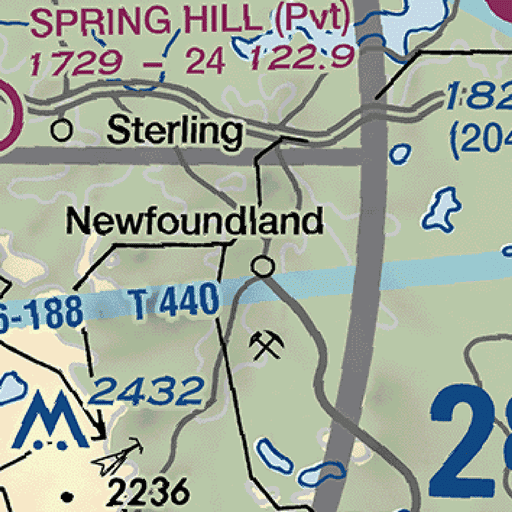 SPRING HILL (Pvt)
1729 - 24 122.9
182
(204
Sterling
Newfoundland
6-188 T 440
2432
28
2236